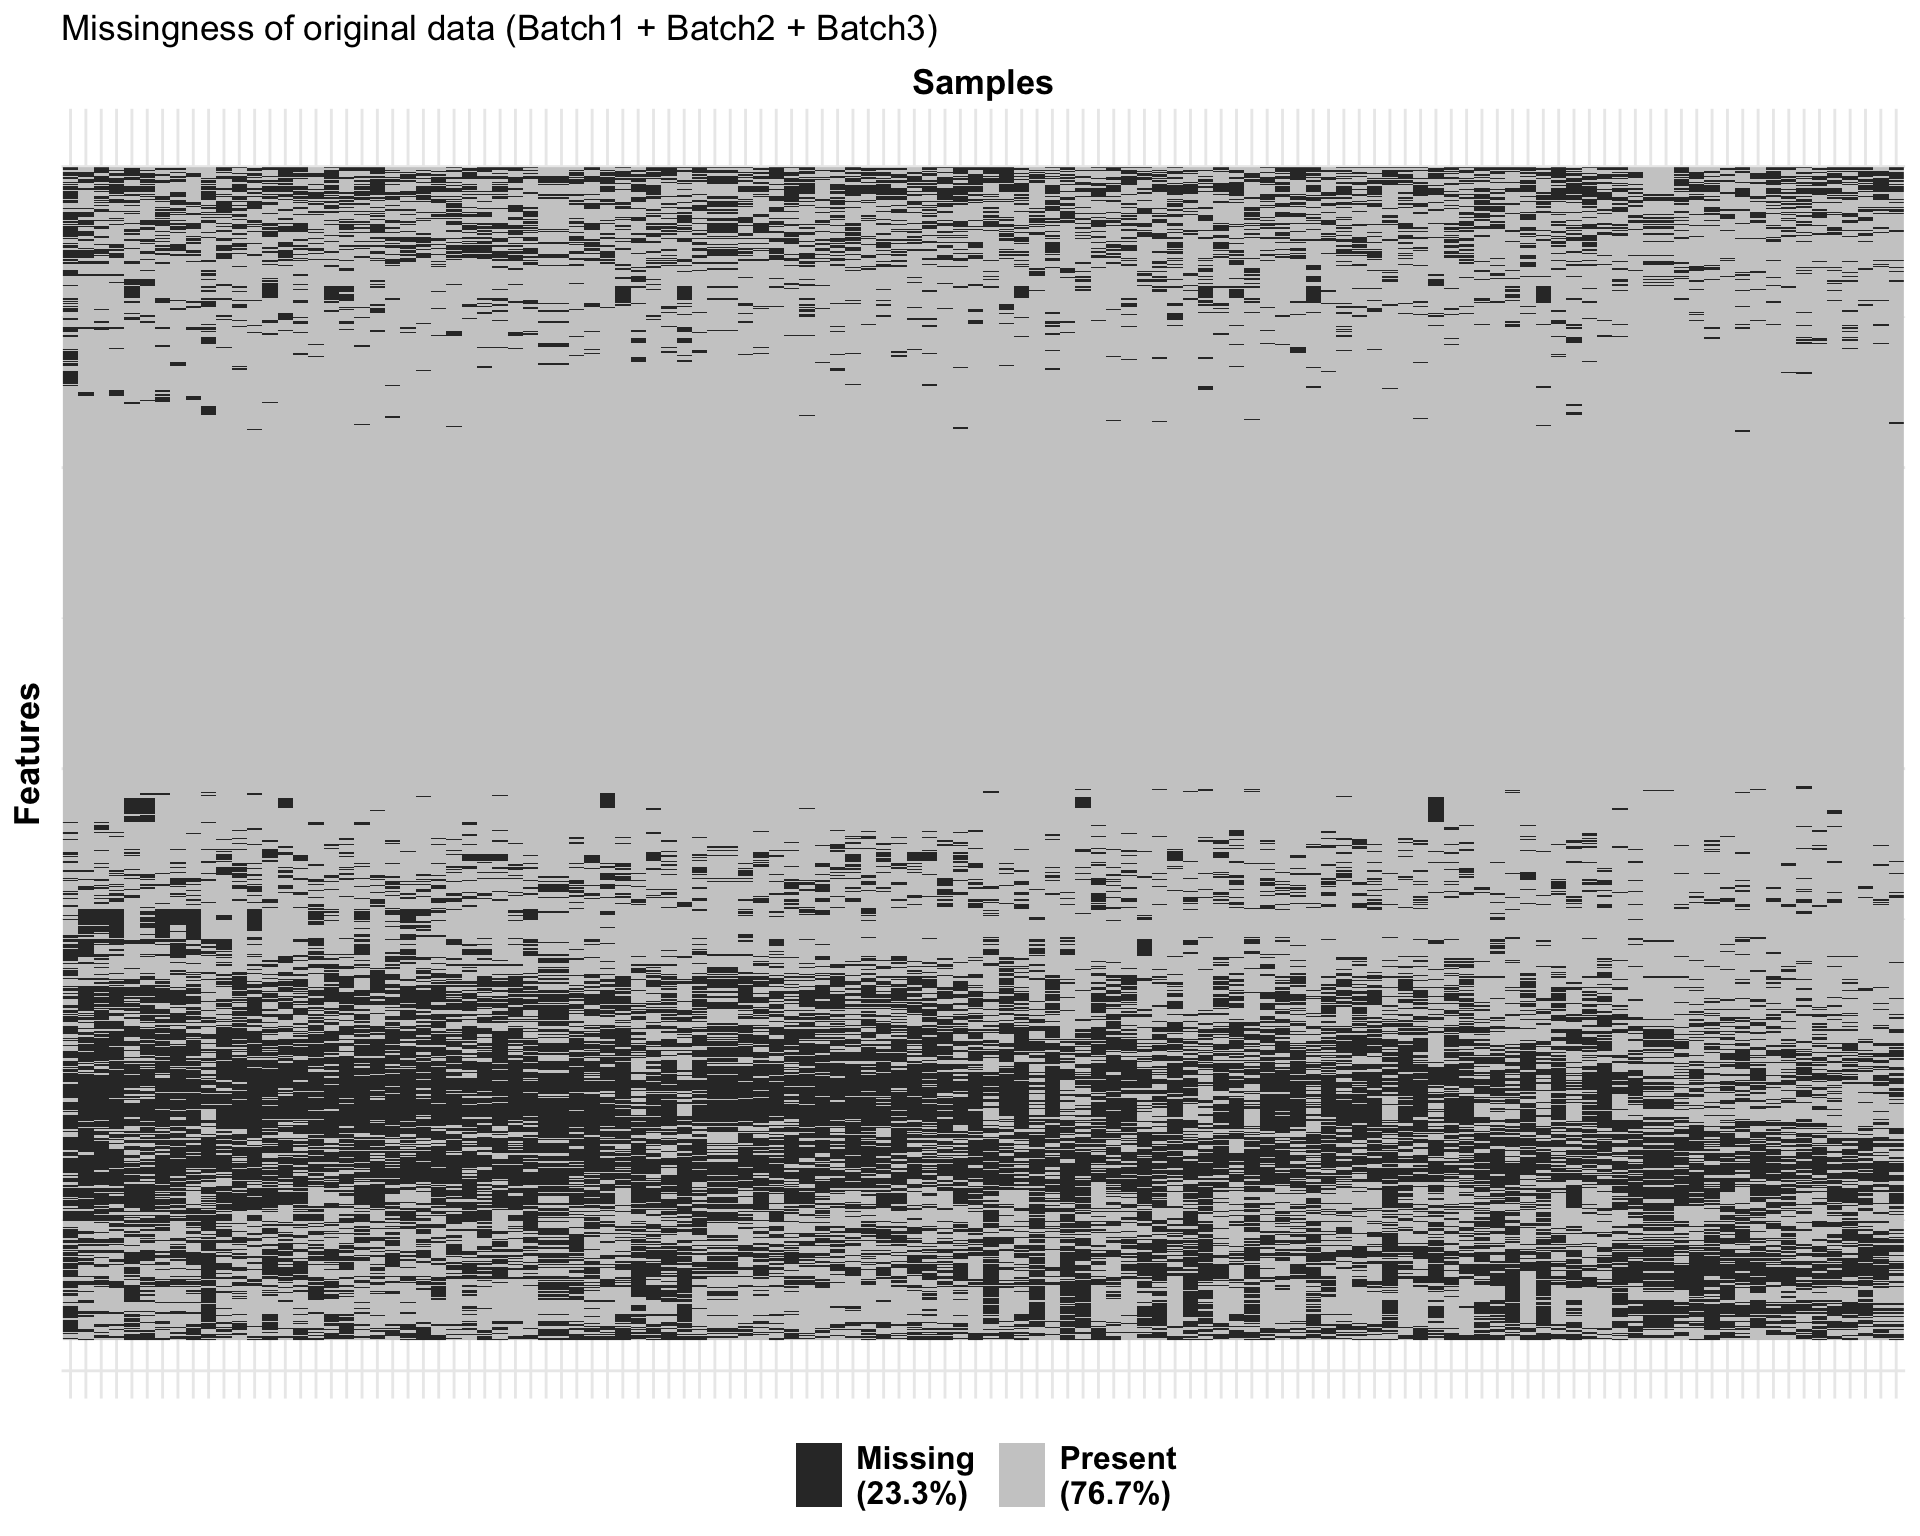 Missingness of original data (Batch1 + Batch2 + Batch3)
Samples
Features
Missing
(23.3%)
Present
(76.7%)